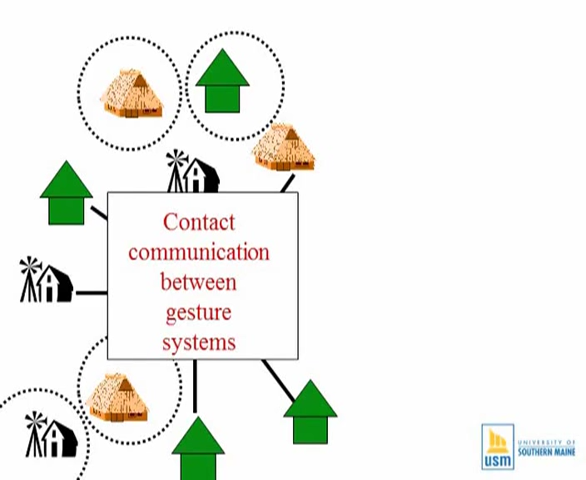 Contact
communication
between
gesture
systems
UNIVERSITY OF
SOUTHERN MAINE
usm